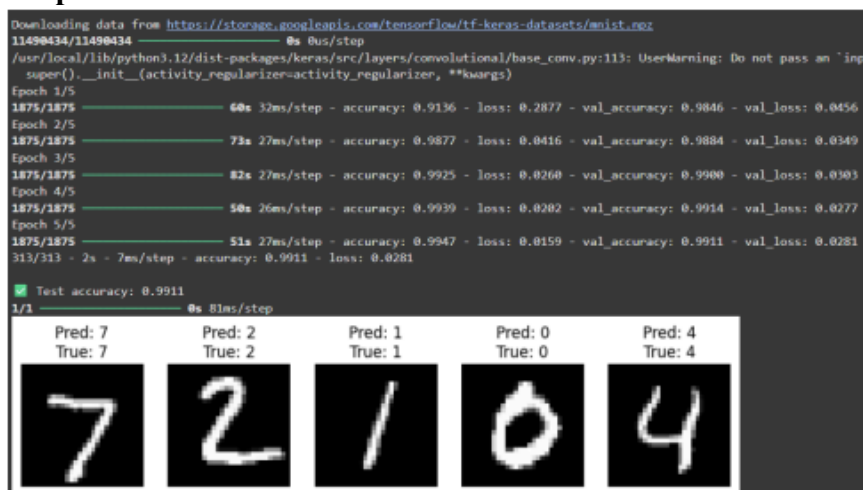 Downloading data from https://storage.googleapis.com/tensorflow/tf-keras-datasets/mnist.npz
11490434/11490434 0s 0us/step
/usr/local/lib/python3.12/dist-packages/keras/src/layers/convolutional/base_conv.py:113: UserWarning: Do not pass an `inp
super().__init__(activity_regularizer=activity_regularizer, **kwargs)
Epoch 1/5
1875/1875 60s 32ms/step - accuracy: 0.9136 - loss: 0.2877 - val_accuracy: 0.9846 - val_loss: 0.0456
Epoch 2/5
1875/1875 73s 27ms/step - accuracy: 0.9877 - loss: 0.0416 - val_accuracy: 0.9884 - val_loss: 0.0349
Epoch 3/5
1875/1875 82s 27ms/step - accuracy: 0.9925 - loss: 0.0260 - val_accuracy: 0.9900 - val_loss: 0.0303
Epoch 4/5
1875/1875 50s 26ms/step - accuracy: 0.9939 - loss: 0.0202 - val_accuracy: 0.9914 - val_loss: 0.0277
Epoch 5/5
1875/1875 51s 27ms/step - accuracy: 0.9947 - loss: 0.0159 - val_accuracy: 0.9911 - val_loss: 0.0281
313/313 - 2s - 7ms/step - accuracy: 0.9911 - loss: 0.0281
✅ Test accuracy: 0.9911
1/1 0s 81ms/step
Pred: 7 Pred: 2 Pred: 1 Pred: 0 Pred: 4
True: 7 True: 2 True: 1 True: 0 True: 4
7 2 1 0 4